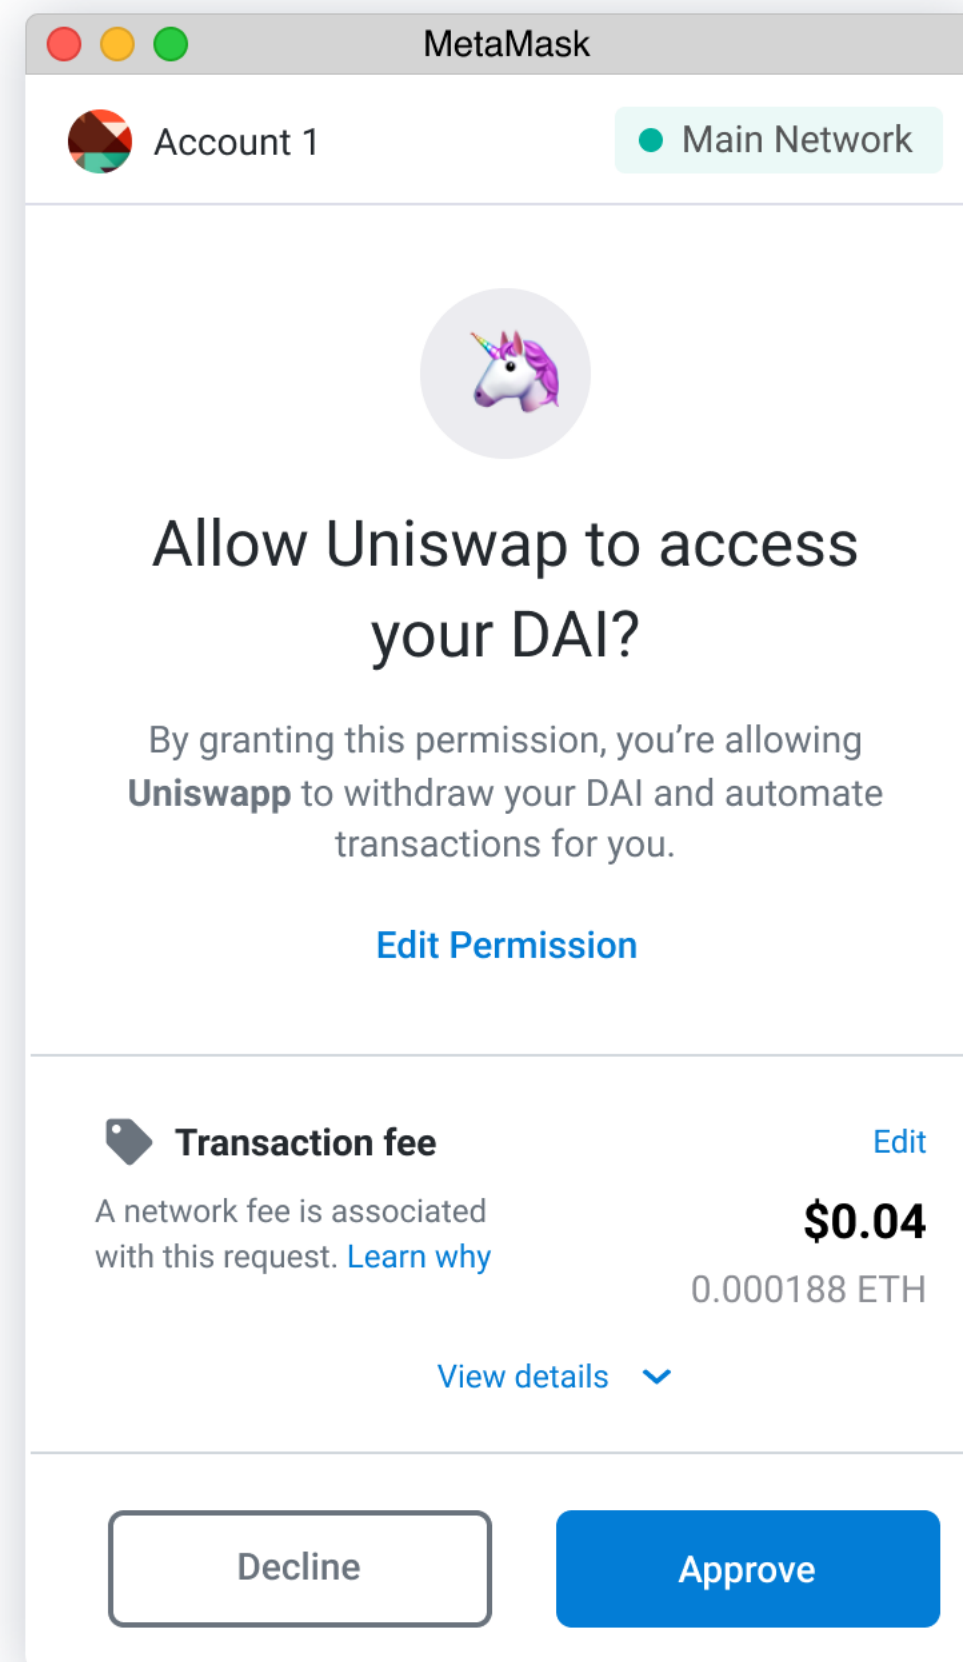 MetaMask
Account 1
Main Network
Allow Uniswap to access
your DAI?
By granting this permission, you’re allowing
Uniswapp to withdraw your DAI and automate
transactions for you.
Edit Permission
Transaction fee
Edit
A network fee is associated
with this request. Learn why
$0.04
0.000188 ETH
View details
Decline
Approve